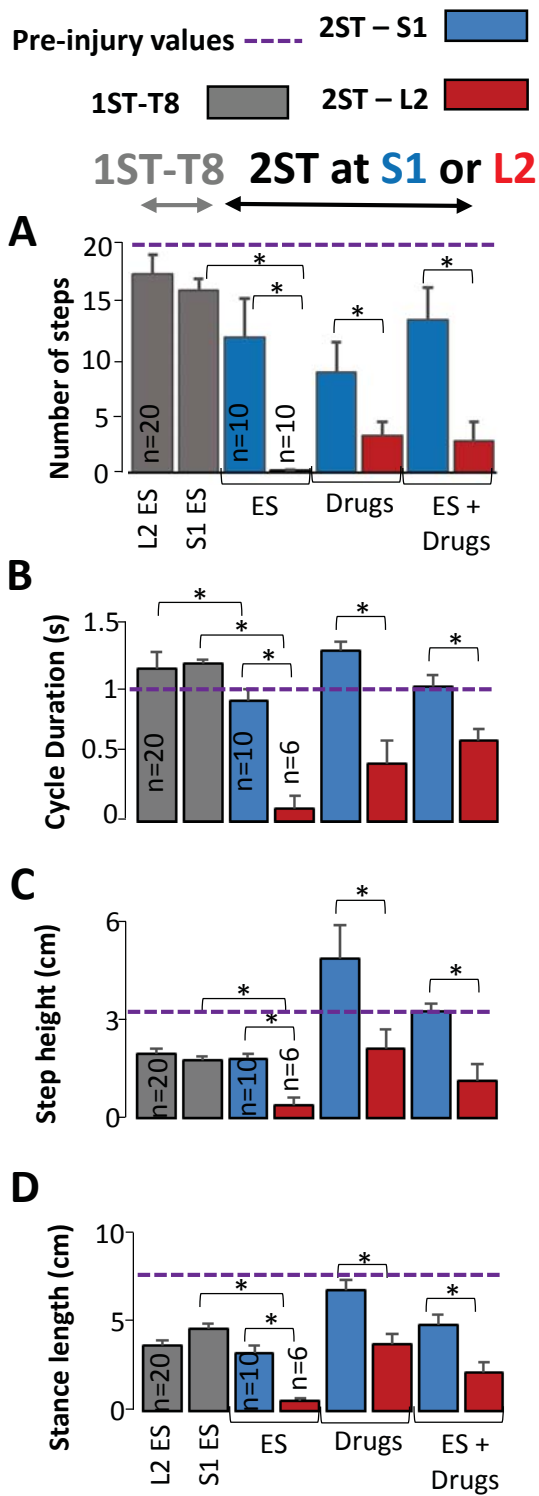 Pre-injury values
2ST – S1
1ST-T8
2ST – L2
1ST-T8 2ST at S1 or L2
A
Number of steps
20
15
10
5
0
*
*
*
*
n=20
n=10
n=10
L2 ES
S1 ES
ES
Drugs
ES +
Drugs
B
Cycle Duration (s)
1.5
1
0.5
0
*
*
*
*
*
n=20
n=10
n=6
C
Step height (cm)
6
3
0
*
*
*
*
n=20
n=10
n=6
D
Stance length (cm)
10
5
0
*
*
*
*
n=20
n=10
n=6
L2 ES
S1 ES
ES
Drugs
ES +
Drugs